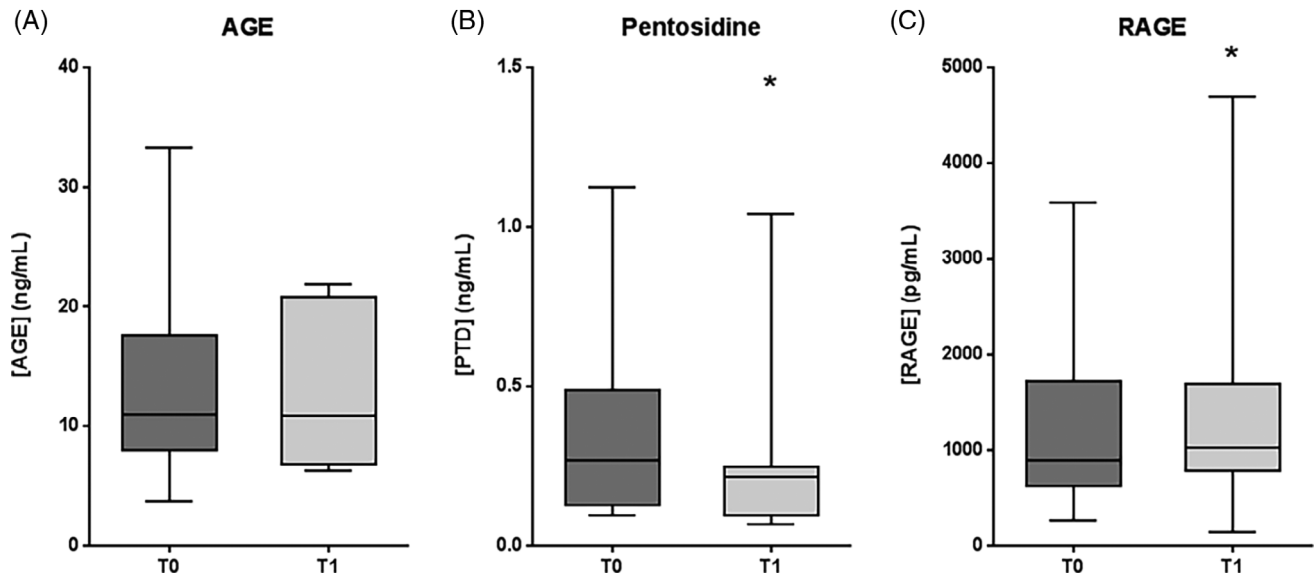 (A) AGE
[AGE] (ng/mL)
40
30
20
10
0
T0 T1
(B) Pentosidine
[PTD] (ng/mL)
1.5
1.0
0.5
0.0
*
T0 T1
(C) RAGE
[RAGE] (pg/mL)
5000
4000
3000
2000
1000
0
*
T0 T1